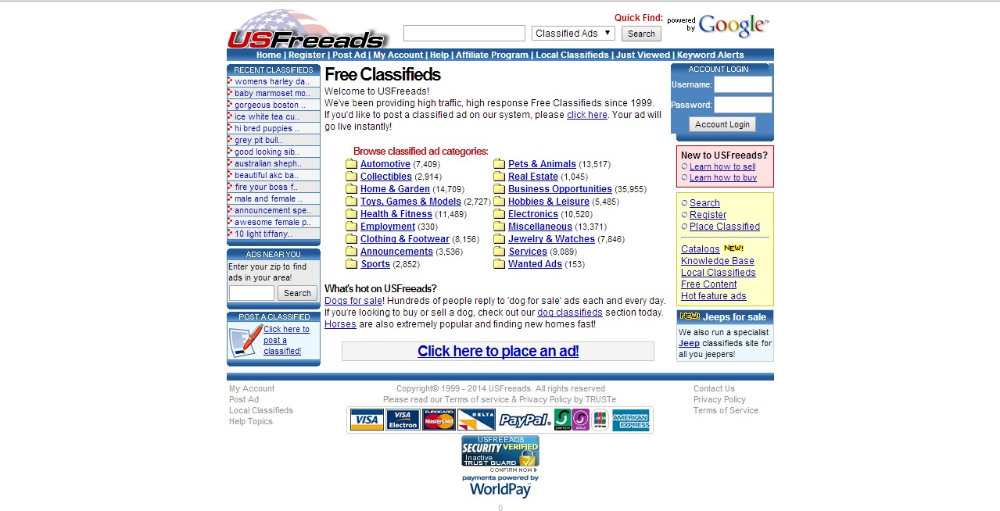 USFreeads
Quick Find:
Classified Ads
Search
powered by Google™
Home | Register | Post Ad | My Account | Help | Affiliate Program | Local Classifieds | Just Viewed | Keyword Alerts
RECENT CLASSIFIEDS
womens harley da..
baby marmoset mo..
gorgeous boston ..
ice white tea cu..
hi bred puppies ..
grey pit bull..
good looking sib..
australian sheph..
beautiful akc ba..
fire your boss f..
male and female ..
announcement spe..
awesome female p..
10 light tiffany..
ADS NEAR YOU
Enter your zip to find
ads in your area!
Search
POST A CLASSIFIED
Click here to
post a
classified!
Free Classifieds
Welcome to USFreeads!
We've been providing high traffic, high response Free Classifieds since 1999.
If you'd like to post a classified ad on our system, please click here. Your ad will
go live instantly!
Browse classified ad categories:
Automotive (7,409)
Pets & Animals (13,517)
Collectibles (2,914)
Real Estate (1,045)
Home & Garden (14,709)
Business Opportunities (35,955)
Toys, Games & Models (2,727)
Hobbies & Leisure (5,485)
Health & Fitness (11,489)
Electronics (10,520)
Employment (330)
Miscellaneous (13,371)
Clothing & Footwear (8,156)
Jewelry & Watches (7,846)
Announcements (3,536)
Services (9,089)
Sports (2,852)
Wanted Ads (153)
What's hot on USFreeads?
Dogs for sale! Hundreds of people reply to 'dog for sale' ads each and every day.
If you're looking to buy or sell a dog, check out our dog classifieds section today.
Horses are also extremely popular and finding new homes fast!
Click here to place an ad!
ACCOUNT LOGIN
Username:
Password:
Account Login
New to USFreeads?
Learn how to sell
Learn how to buy
Search
Register
Place Classified
Catalogs NEW!
Knowledge Base
Local Classifieds
Free Content
Hot feature ads
NEW! Jeeps for sale
We also run a specialist
Jeep classifieds site for
all you jeepers!
My Account
Post Ad
Local Classifieds
Help Topics
Copyright© 1999 - 2014 USFreeads. All rights reserved
Please read our Terms of service & Privacy Policy by TRUSTe
VISA
VISA Electron
EUROCARD MasterCard
DELTA
PayPal
SWITCH
SOLO
JCB
AMERICAN EXPRESS
USFREEADS
SECURITY VERIFIED
Inactive
TRUST GUARD
CONFIRM NOW
payments powered by
WorldPay
0
Contact Us
Privacy Policy
Terms of Service